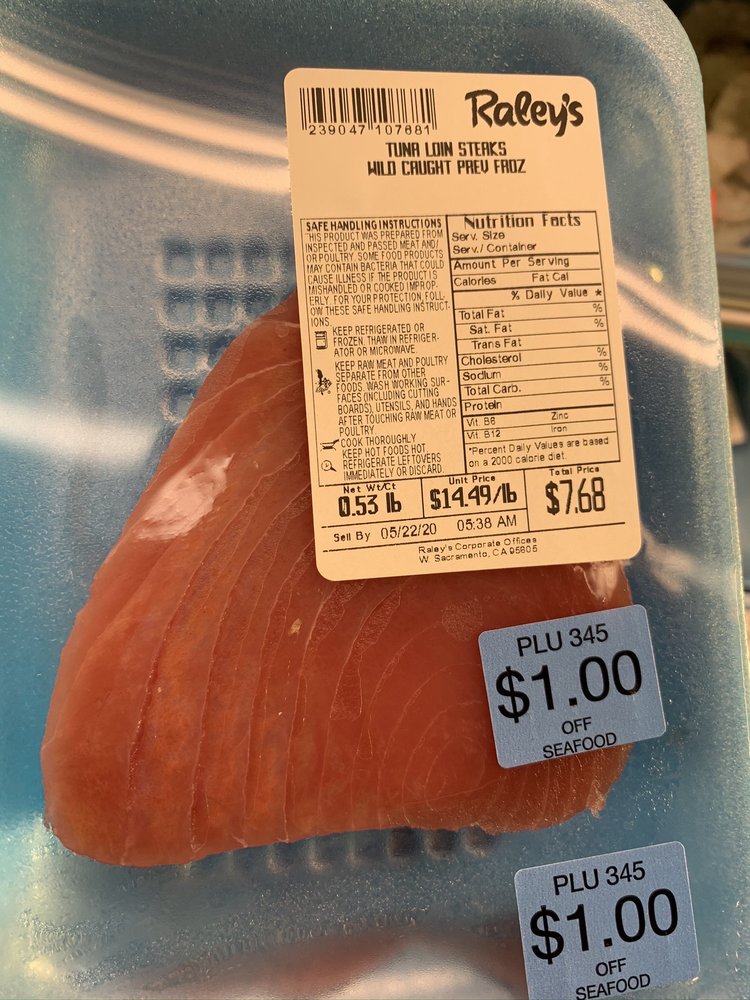 239047 107681
Raley's
TUNA LOIN STEAKS
WILD CAUGHT PREV FROZ
SAFE HANDLING INSTRUCTIONS
THIS PRODUCT WAS PREPARED FROM
INSPECTED AND PASSED MEAT AND/
OR POULTRY. SOME FOOD PRODUCTS
MAY CONTAIN BACTERIA THAT COULD
CAUSE ILLNESS IF THE PRODUCT IS
MISHANDLED OR COOKED IMPROP-
ERLY. FOR YOUR PROTECTION, FOLL-
OW THESE SAFE HANDLING INSTRUCT-
IONS.
KEEP REFRIGERATED OR
FROZEN. THAW IN REFRIGER-
ATOR OR MICROWAVE.
KEEP RAW MEAT AND POULTRY
SEPARATE FROM OTHER
FOODS. WASH WORKING SUR-
FACES (INCLUDING CUTTING
BOARDS), UTENSILS, AND HANDS
AFTER TOUCHING RAW MEAT OR
POULTRY.
COOK THOROUGHLY
KEEP HOT FOODS HOT
REFRIGERATE LEFTOVERS
IMMEDIATELY OR DISCARD.
Nutrition Facts
Serv. Size
Serv./ Container
Amount Per Serving
Calories Fat Cal
% Daily Value *
Total Fat %
Sat. Fat %
Trans Fat
Cholesterol %
Sodium %
Total Carb. %
Protein
Vit. B6 Zinc
Vit. B12 Iron
*Percent Daily Values are based
on a 2000 calorie diet.
Net Wt/Ct Unit Price Total Price
0.53 lb $14.49/lb $7.68
Sell By 05/22/20 05:38 AM
Raley's Corporate Offices
W. Sacramento, CA 95605
PLU 345
$1.00
OFF
SEAFOOD
PLU 345
$1.00
OFF
SEAFOOD